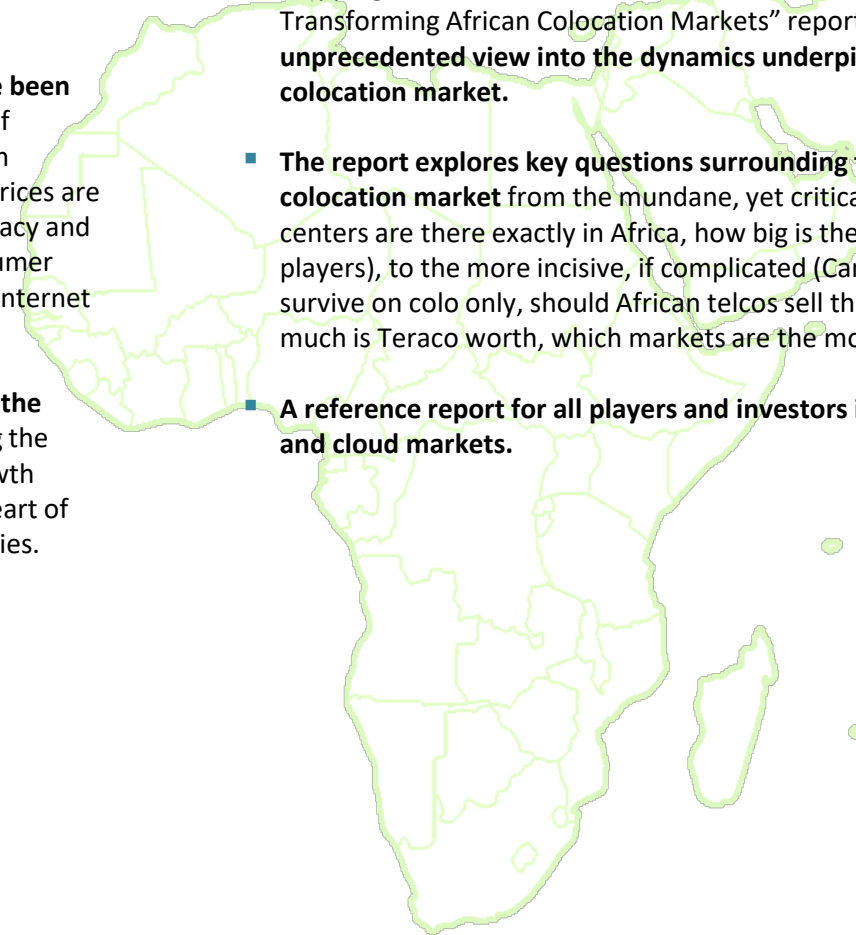 e been
f
n
rices are
acy and
umer
nternet
the
g the
wth
eart of
ies.
Transforming African Colocation Markets” report
unprecedented view into the dynamics underpi
colocation market.
▪ The report explores key questions surrounding
colocation market from the mundane, yet critica
centers are there exactly in Africa, how big is the
players), to the more incisive, if complicated (Can
survive on colo only, should African telcos sell th
much is Teraco worth, which markets are the mo
▪ A reference report for all players and investors i
and cloud markets.